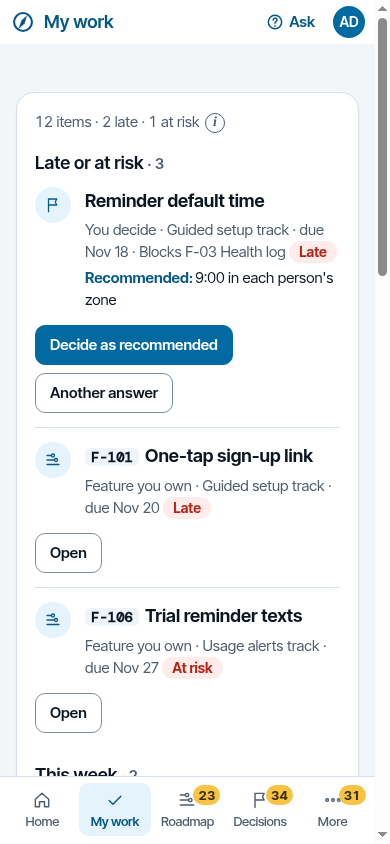 My work
Ask
AD
12 items · 2 late · 1 at risk i
Late or at risk · 3
Reminder default time
You decide · Guided setup track · due
Nov 18 · Blocks F-03 Health log Late
Recommended: 9:00 in each person's
zone
Decide as recommended
Another answer
F-101 One-tap sign-up link
Feature you own · Guided setup track ·
due Nov 20 Late
Open
F-106 Trial reminder texts
Feature you own · Usage alerts track ·
due Nov 27 At risk
Open
This week · 2
Home
My work
23
Roadmap
34
Decisions
31
More